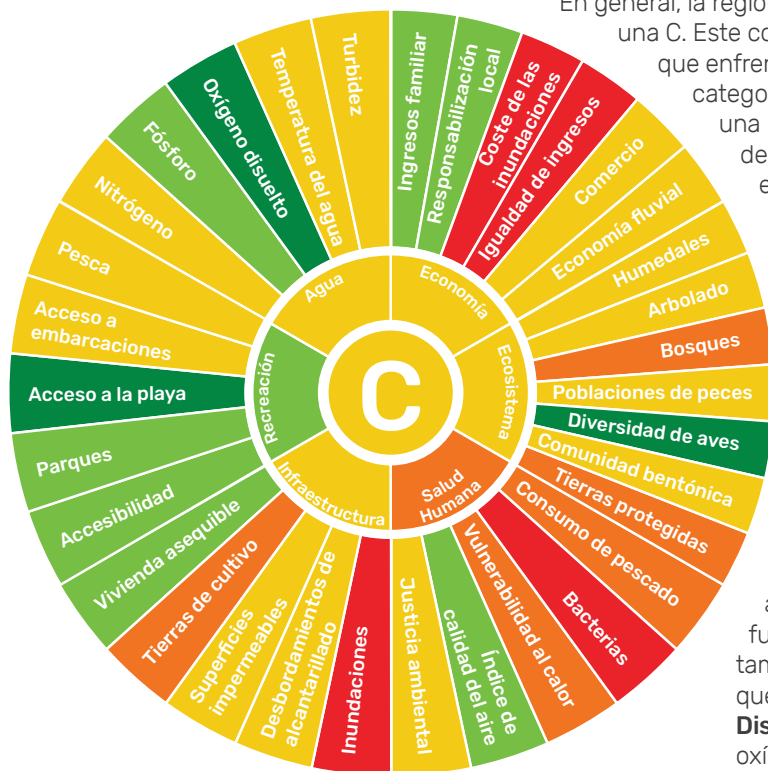 En general, la regio
una C. Este co
que enfren
catego
una
de
e
Ingresos familiar
Responsabilización
local
Coste de las
inundaciones
Igualdad de ingresos
Comercio
Economía fluvial
Humedales
Arbolado
Bosques
Poblaciones de peces
Diversidad de aves
Comunidad bentónica
Tierras protegidas
Consumo de pescado
Bacterias
Vulnerabilidad al calor
Índice de
calidad del aire
Justicia ambiental
Inundaciones
Desbordamientos de
alcantarillado
Superficies
impermeables
Tierras de cultivo
Vivienda asequible
Accesibilidad
Parques
Acceso a la playa
Acceso a
embarcaciones
Pesca
Nitrógeno
Fósforo
Oxígeno disuelto
Temperatura del agua
Turbidez
Economía
Ecosistema
Salud
Humana
Infraestructura
Recreación
Agua
C
a
fu
tam
que
Dis
oxí